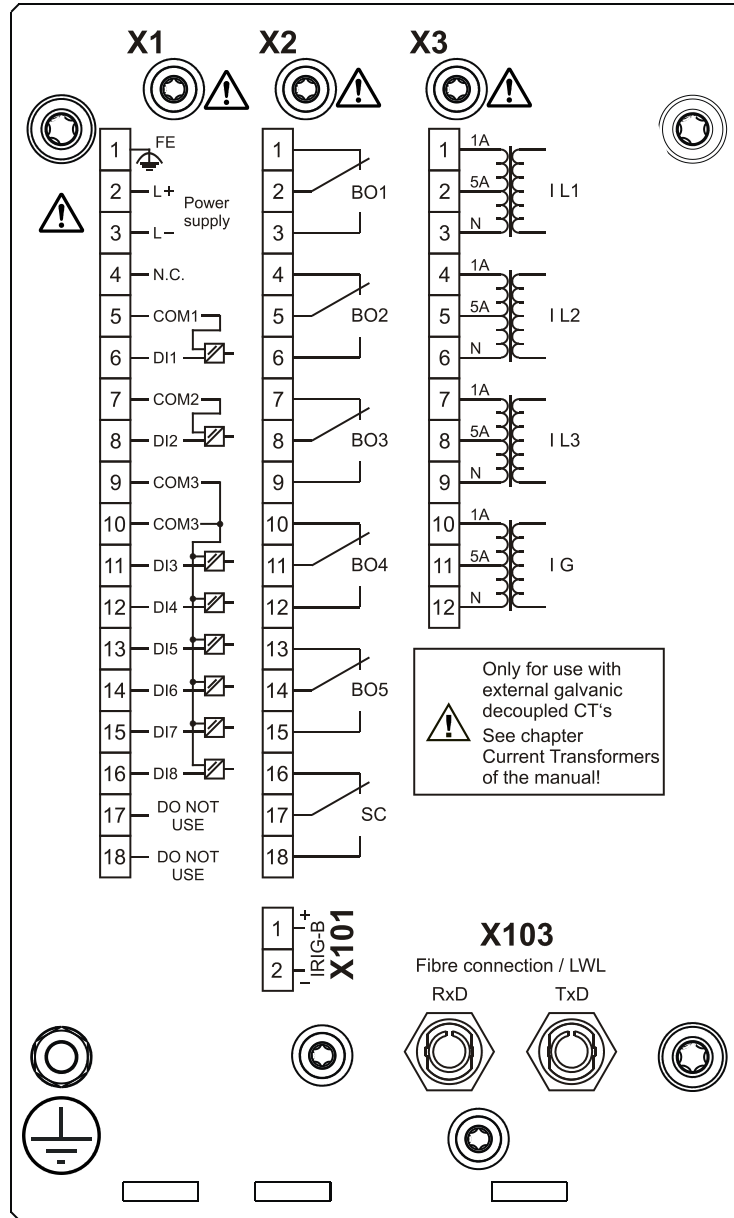 X1
X2
X3
1 FE
2 L+ Power supply
3 L–
4 N.C.
5 COM1
6 DI1
7 COM2
8 DI2
9 COM3
10 COM3
11 DI3
12 DI4
13 DI5
14 DI6
15 DI7
16 DI8
17 DO NOT USE
18 DO NOT USE
1
2 BO1
3
4
5 BO2
6
7
8 BO3
9
10
11 BO4
12
13
14 BO5
15
16
17 SC
18
1 1A
2 5A I L1
3 N
4 1A
5 5A I L2
6 N
7 1A
8 5A I L3
9 N
10 1A
11 5A I G
12 N
Only for use with
external galvanic
decoupled CT‘s
See chapter
Current Transformers
of the manual!
1 +
2 –
IRIG-B
X101
X103
Fibre connection / LWL
RxD TxD